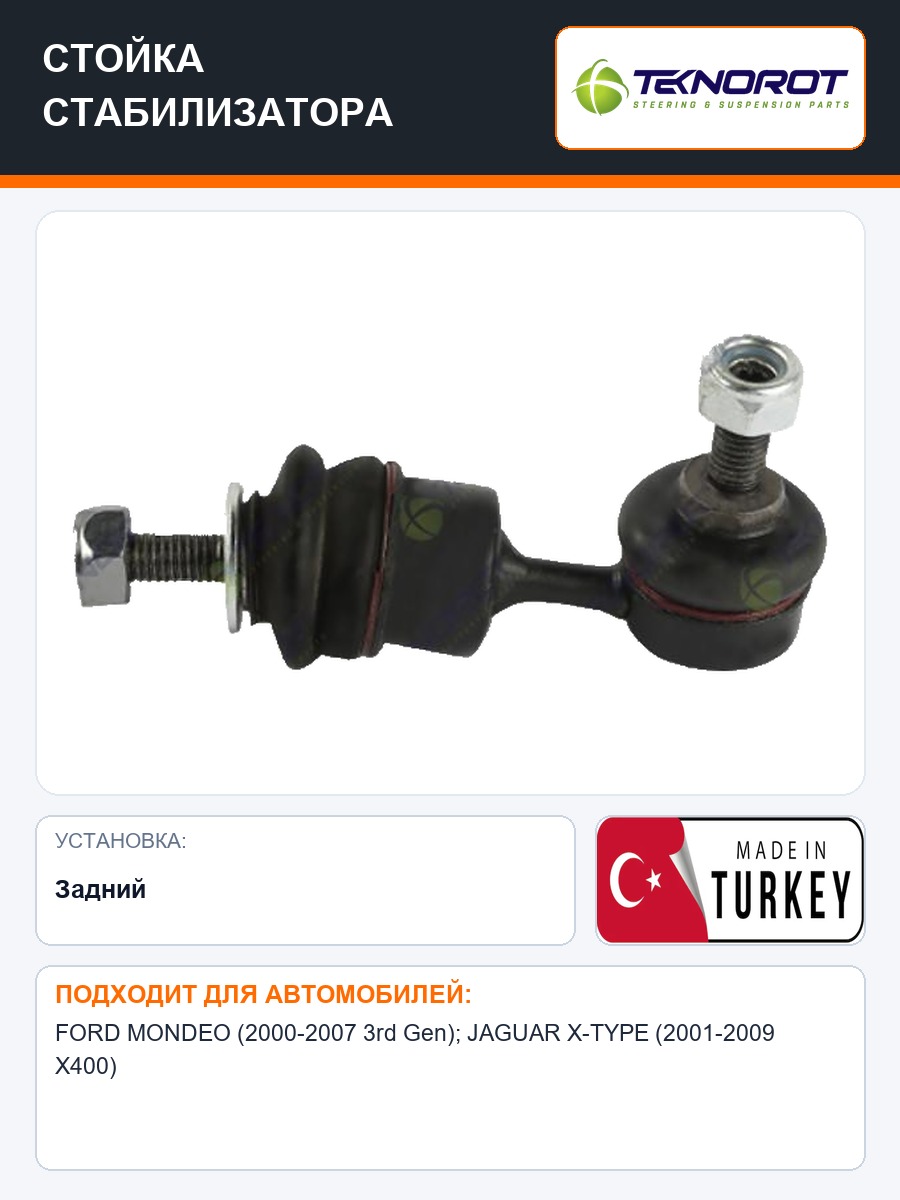 СТОЙКА
СТАБИЛИЗАТОРА
TEKNOROT
STEERING & SUSPENSION PARTS
УСТАНОВКА:
Задний
MADE IN
TURKEY
ПОДХОДИТ ДЛЯ АВТОМОБИЛЕЙ:
FORD MONDEO (2000-2007 3rd Gen); JAGUAR X-TYPE (2001-2009
X400)